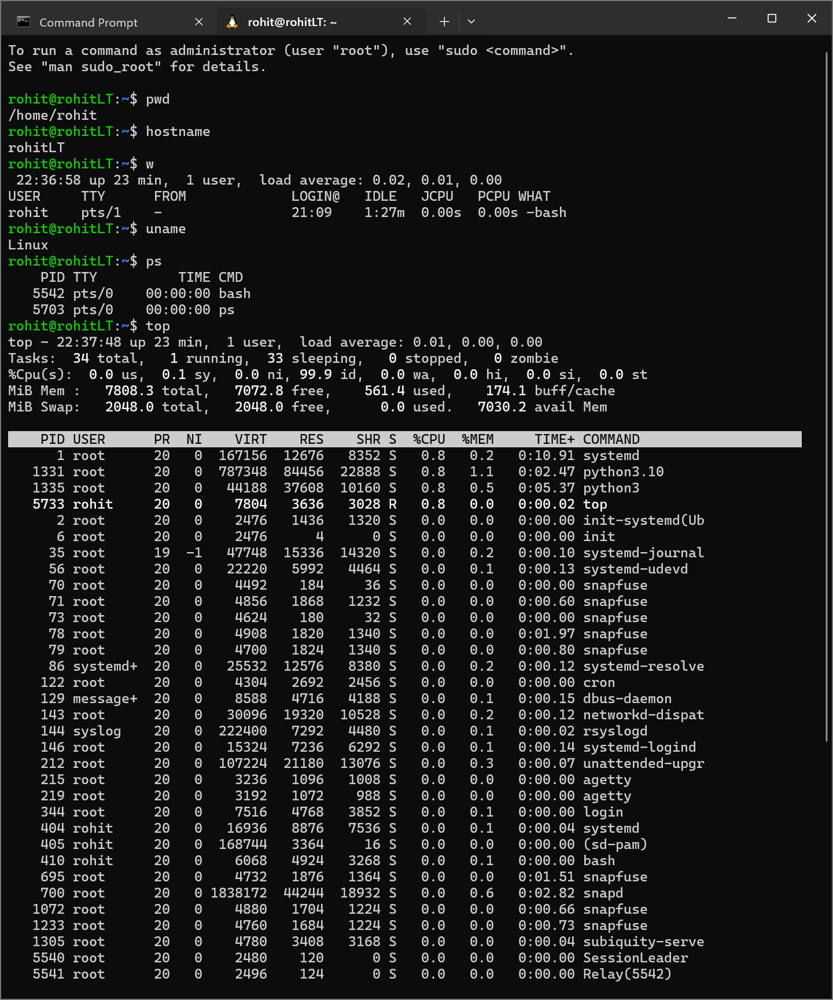 Command Prompt
rohit@rohitLT: ~
To run a command as administrator (user "root"), use "sudo <command>".
See "man sudo_root" for details.

rohit@rohitLT:~$ pwd
/home/rohit
rohit@rohitLT:~$ hostname
rohitLT
rohit@rohitLT:~$ w
 22:36:58 up 23 min,  1 user,  load average: 0.02, 0.01, 0.00
USER     TTY      FROM             LOGIN@   IDLE   JCPU   PCPU WHAT
rohit    pts/1    -                21:09    1:27m  0.00s  0.00s -bash
rohit@rohitLT:~$ uname
Linux
rohit@rohitLT:~$ ps
    PID TTY          TIME CMD
   5542 pts/0    00:00:00 bash
   5703 pts/0    00:00:00 ps
rohit@rohitLT:~$ top
top - 22:37:48 up 23 min,  1 user,  load average: 0.01, 0.00, 0.00
Tasks:  34 total,   1 running,  33 sleeping,   0 stopped,   0 zombie
%Cpu(s):  0.0 us,  0.1 sy,  0.0 ni, 99.9 id,  0.0 wa,  0.0 hi,  0.0 si,  0.0 st
MiB Mem :   7808.3 total,   7072.8 free,    561.4 used,    174.1 buff/cache
MiB Swap:   2048.0 total,   2048.0 free,      0.0 used.   7030.2 avail Mem

    PID USER      PR  NI    VIRT    RES    SHR S  %CPU  %MEM     TIME+ COMMAND
      1 root      20   0  167156  12676   8352 S   0.8   0.2   0:10.91 systemd
   1331 root      20   0  787348  84456  22888 S   0.8   1.1   0:02.47 python3.10
   1335 root      20   0   44188  37608  10160 S   0.8   0.5   0:05.37 python3
   5733 rohit     20   0    7804   3636   3028 R   0.8   0.0   0:00.02 top
      2 root      20   0    2476   1436   1320 S   0.0   0.0   0:00.00 init-systemd(Ub
      6 root      20   0    2476      4      0 S   0.0   0.0   0:00.00 init
     35 root      19  -1   47748  15336  14320 S   0.0   0.2   0:00.10 systemd-journal
     56 root      20   0   22220   5992   4464 S   0.0   0.1   0:00.13 systemd-udevd
     70 root      20   0    4492    184     36 S   0.0   0.0   0:00.00 snapfuse
     71 root      20   0    4856   1868   1232 S   0.0   0.0   0:00.60 snapfuse
     73 root      20   0    4624    180     32 S   0.0   0.0   0:00.00 snapfuse
     78 root      20   0    4908   1820   1340 S   0.0   0.0   0:01.97 snapfuse
     79 root      20   0    4700   1824   1340 S   0.0   0.0   0:00.80 snapfuse
     86 systemd+  20   0   25532  12576   8380 S   0.0   0.2   0:00.12 systemd-resolve
    122 root      20   0    4304   2692   2456 S   0.0   0.0   0:00.00 cron
    129 message+  20   0    8588   4716   4188 S   0.0   0.1   0:00.15 dbus-daemon
    143 root      20   0   30096  19320  10528 S   0.0   0.2   0:00.12 networkd-dispat
    144 syslog    20   0  222400   7292   4480 S   0.0   0.1   0:00.02 rsyslogd
    146 root      20   0   15324   7236   6292 S   0.0   0.1   0:00.14 systemd-logind
    212 root      20   0  107224  21180  13076 S   0.0   0.3   0:00.07 unattended-upgr
    215 root      20   0    3236   1096   1008 S   0.0   0.0   0:00.00 agetty
    219 root      20   0    3192   1072    988 S   0.0   0.0   0:00.00 agetty
    344 root      20   0    7516   4768   3852 S   0.0   0.1   0:00.00 login
    404 rohit     20   0   16936   8876   7536 S   0.0   0.1   0:00.04 systemd
    405 rohit     20   0  168744   3364     16 S   0.0   0.0   0:00.00 (sd-pam)
    410 rohit     20   0    6068   4924   3268 S   0.0   0.1   0:00.00 bash
    695 root      20   0    4732   1876   1364 S   0.0   0.0   0:01.51 snapfuse
    700 root      20   0 1838172  44244  18932 S   0.0   0.6   0:02.82 snapd
   1072 root      20   0    4880   1704   1224 S   0.0   0.0   0:00.66 snapfuse
   1233 root      20   0    4760   1684   1224 S   0.0   0.0   0:00.73 snapfuse
   1305 root      20   0    4780   3408   3168 S   0.0   0.0   0:00.04 subiquity-serve
   5540 root      20   0    2480    120      0 S   0.0   0.0   0:00.00 SessionLeader
   5541 root      20   0    2496    124      0 S   0.0   0.0   0:00.00 Relay(5542)